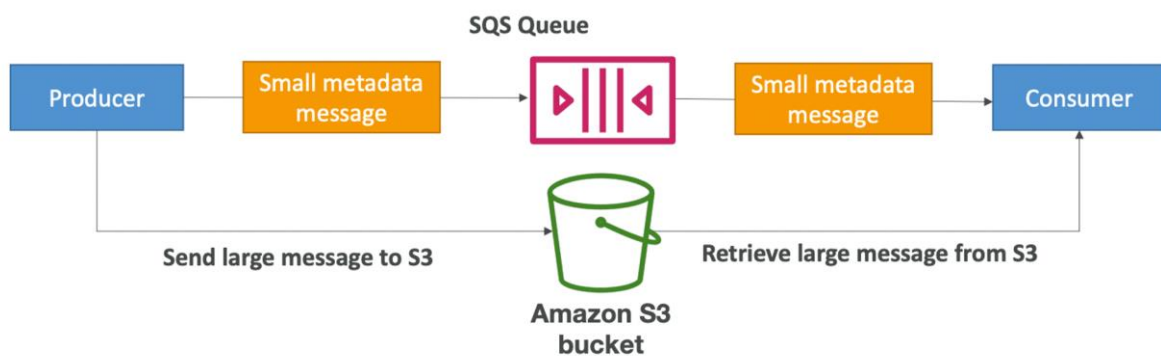 SQS Queue
Producer
Small metadata
message
Small metadata
message
Consumer
Send large message to S3
Retrieve large message from S3
Amazon S3
bucket